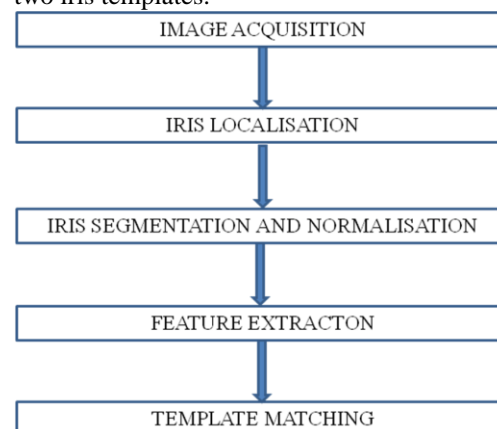 two iris templates.
IMAGE ACQUISITION
IRIS LOCALISATION
IRIS SEGMENTATION AND NORMALISATION
FEATURE EXTRACTON
TEMPLATE MATCHING